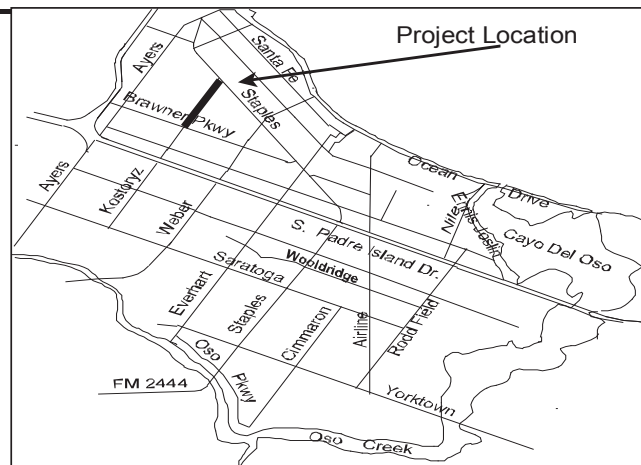 Project Location
Ayers
Santa Fe
Staples
Brawner Pkwy
Ocean Drive
Ayers
Kostoryz
Weber
Nile
Ennis Joslin
Cayo Del Oso
S. Padre Island Dr.
Saratoga
Wooldridge
Everhart
Staples
Cimmaron
Airline
Rodd Field
Oso Pkwy
FM 2444
Yorktown
Oso Creek